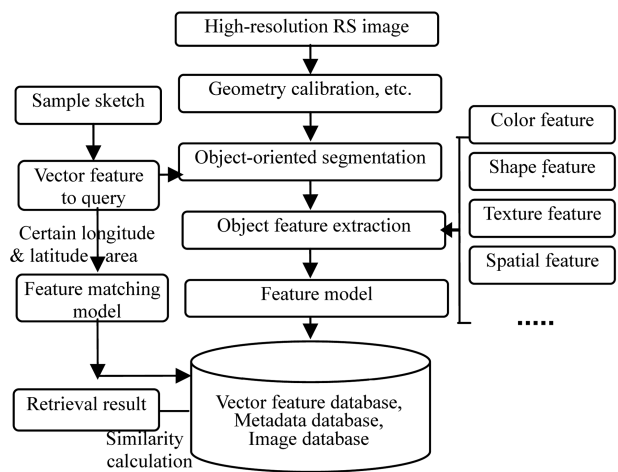 High-resolution RS image
Geometry calibration, etc.
Sample sketch
Object-oriented segmentation
Vector feature
to query
Color feature
Shape feature
Texture feature
Spatial feature
.....
Object feature extraction
Certain longitude
& latitude area
Feature matching
model
Feature model
Retrieval result
Similarity
calculation
Vector feature database,
Metadata database,
Image database